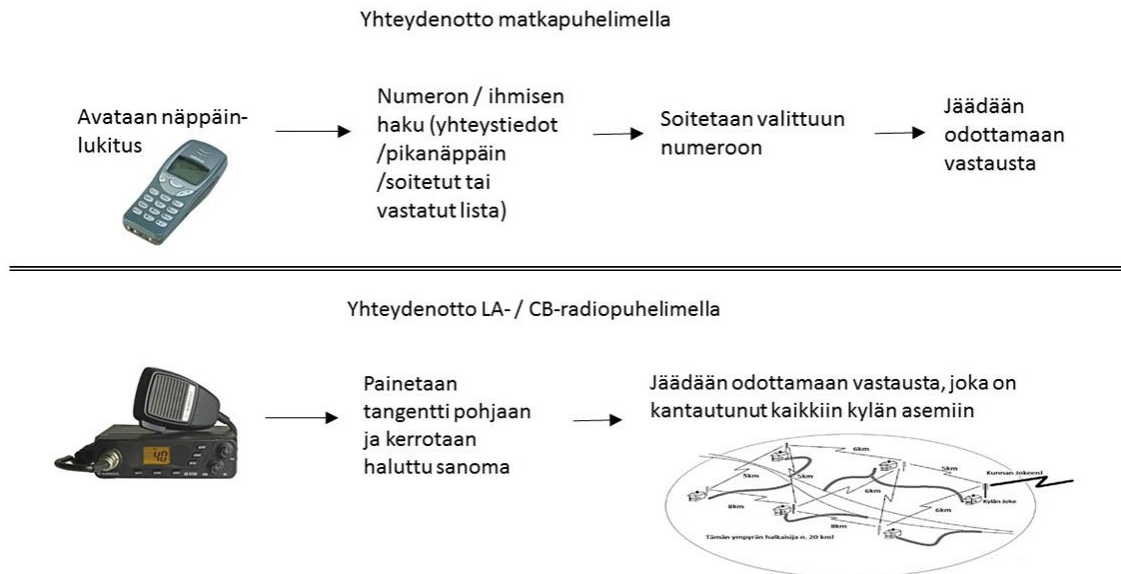 Yhteydenotto matkapuhelimella
Avataan näppäin-
lukitus
Numeron / ihmisen
haku (yhteystiedot
/pikanäppäin
/soitetut tai
vastatut lista)
Soitetaan valittuun
numeroon
Jäädään
odottamaan
vastausta
Yhteydenotto LA- / CB-radiopuhelimella
40
Painetaan
tangentti pohjaan
ja kerrotaan
haluttu sanoma
Jäädään odottamaan vastausta, joka on
kantautunut kaikkiin kylän asemiin
6km
5km
5km
5km
Kunnan Jokeen!
6km
Kylän Joke
8km
6km
8km
Tämän ympyrän halkaisija n. 20 km!